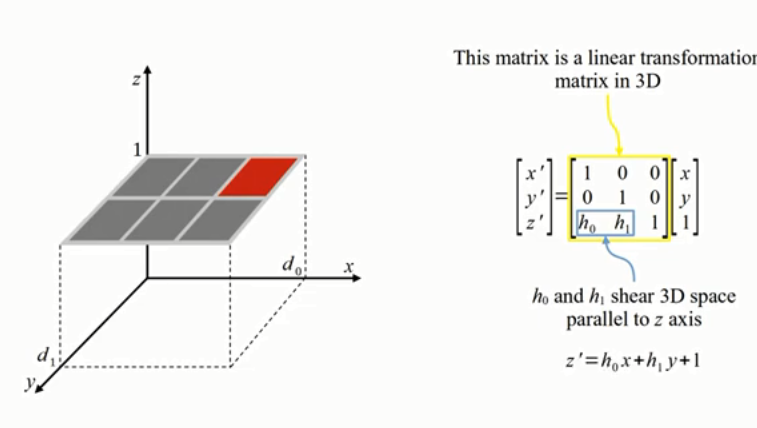 This matrix is a linear transformation
matrix in 3D
z
1
d₀
x
d₁
y
[x'] [1 0 0] [x]
[y'] = [0 1 0] [y]
[z'] [h₀ h₁ 1] [1]
h₀ and h₁ shear 3D space
parallel to z axis
z'=h₀x+h₁y+1